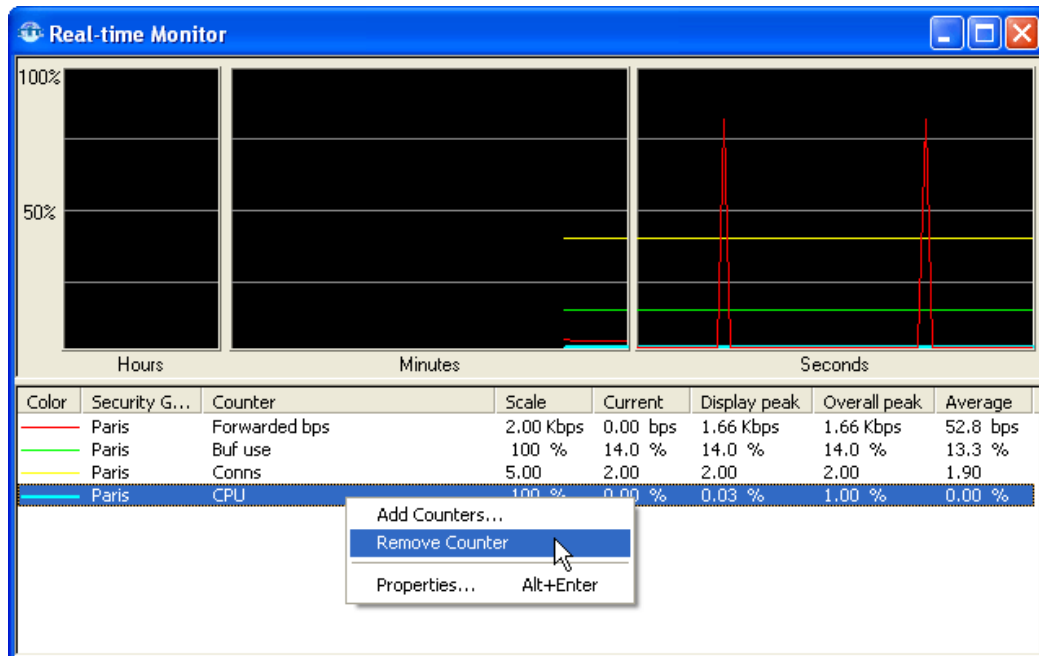 Real-time Monitor
100%
50%
Hours Minutes Seconds
Color Security G... Counter Scale Current Display peak Overall peak Average
Paris Forwarded bps 2.00 Kbps 0.00 bps 1.66 Kbps 1.66 Kbps 52.8 bps
Paris Buf use 100 % 14.0 % 14.0 % 14.0 % 13.3 %
Paris Conns 5.00 2.00 2.00 2.00 1.90
Paris CPU 100 % 0.00 % 0.03 % 1.00 % 0.00 %
Add Counters...
Remove Counter
Properties... Alt+Enter